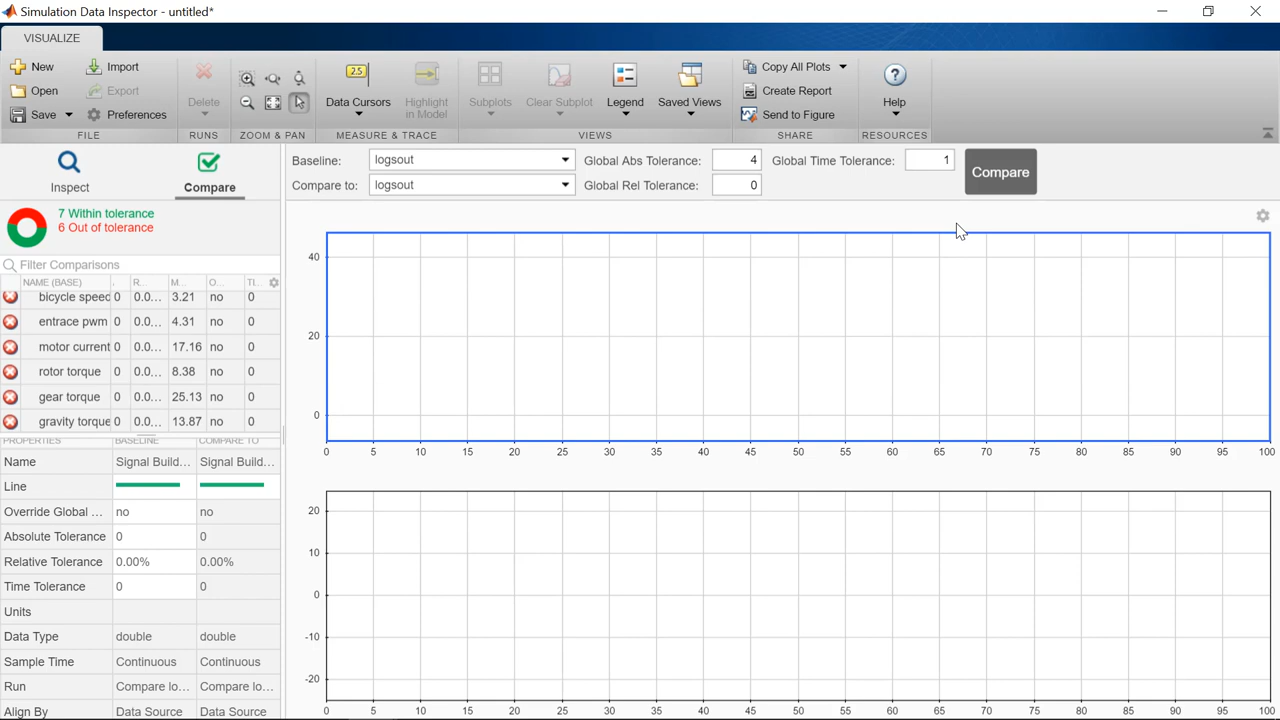 Simulation Data Inspector - untitled*
VISUALIZE
New
Import
Open
Export
Save
Preferences
FILE
Delete
RUNS
ZOOM & PAN
2.5
Data Cursors
Highlight
in Model
MEASURE & TRACE
Subplots
Clear Subplot
Legend
Saved Views
VIEWS
Copy All Plots
Create Report
Send to Figure
SHARE
?
Help
RESOURCES
Inspect
Compare
Baseline: logsout Global Abs Tolerance: 4 Global Time Tolerance: 1
Compare to: logsout Global Rel Tolerance: 0
Compare
7 Within tolerance
6 Out of tolerance
Filter Comparisons
NAME (BASE) R... M... O... TI...
bicycle speed 0 0.0... 3.21 no 0
entrace pwm 0 0.0... 4.31 no 0
motor current 0 0.0... 17.16 no 0
rotor torque 0 0.0... 8.38 no 0
gear torque 0 0.0... 25.13 no 0
gravity torque 0 0.0... 13.87 no 0
PROPERTIES BASELINE COMPARE TO
Name Signal Build... Signal Build...
Line
Override Global ... no no
Absolute Tolerance 0 0
Relative Tolerance 0.00% 0.00%
Time Tolerance 0 0
Units
Data Type double double
Sample Time Continuous Continuous
Run Compare lo... Compare lo...
Align By Data Source Data Source
40
20
0
0 5 10 15 20 25 30 35 40 45 50 55 60 65 70 75 80 85 90 95 100
20
10
0
-10
-20
0 5 10 15 20 25 30 35 40 45 50 55 60 65 70 75 80 85 90 95 100